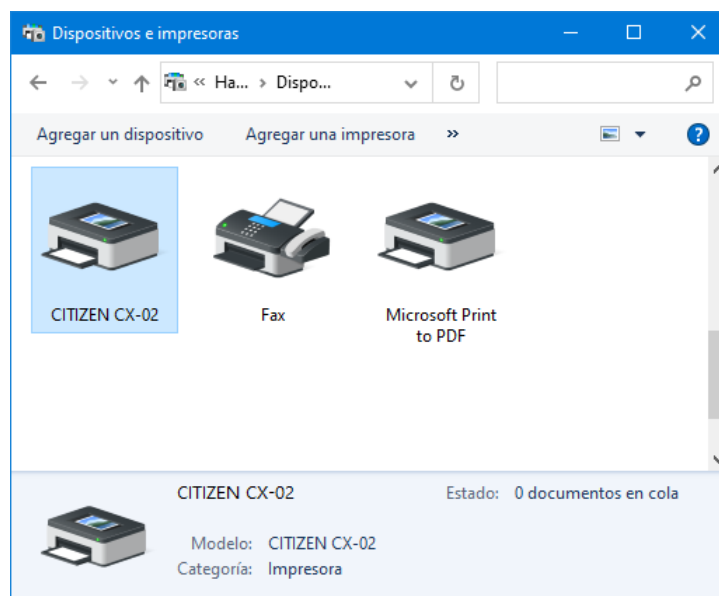 Dispositivos e impresoras
« Ha... > Dispo...
Agregar un dispositivo Agregar una impresora »
CITIZEN CX-02
Fax
Microsoft Print
to PDF
CITIZEN CX-02 Estado: 0 documentos en cola
Modelo: CITIZEN CX-02
Categoría: Impresora